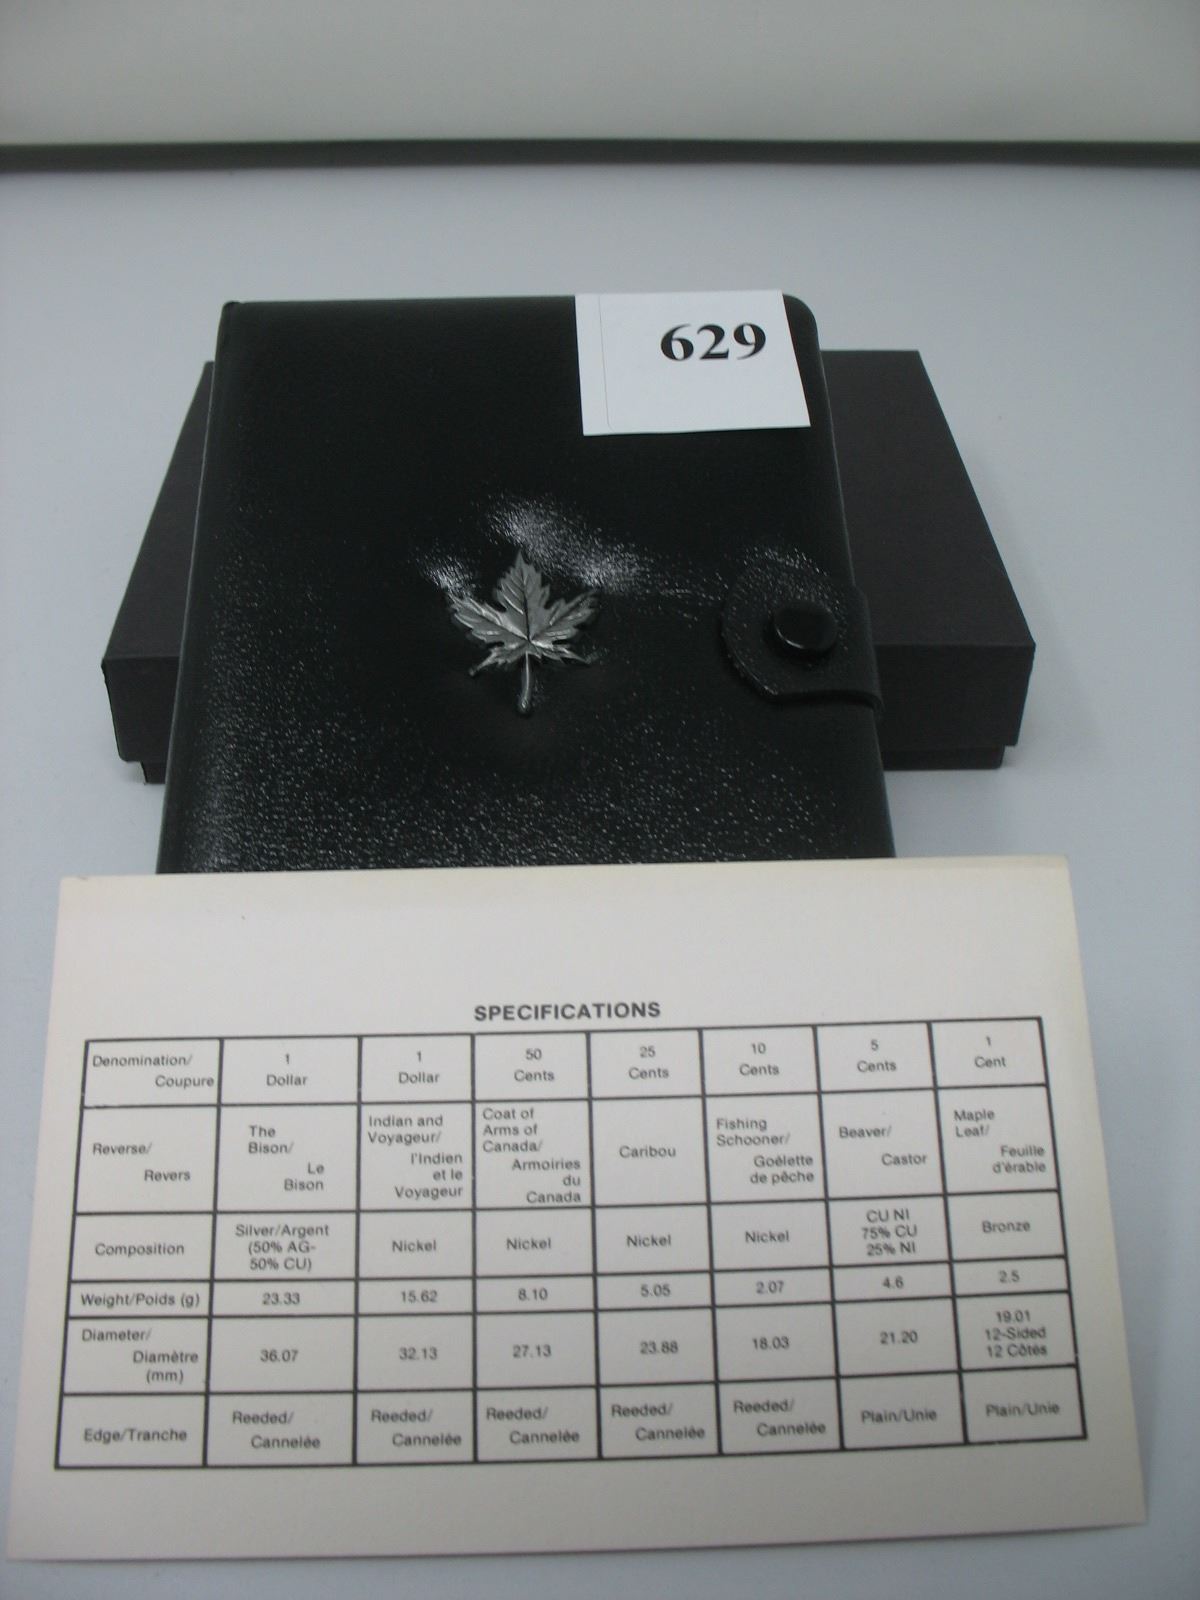 629
SPECIFICATIONS
Denomination/
Coupure
1
Dollar
1
Dollar
50
Cents
25
Cents
10
Cents
5
Cents
1
Cent
Reverse/
Revers
The
Bison/
Le
Bison
Indian and
Voyageur/
l'Indien
et le
Voyageur
Coat of
Arms of
Canada/
Armoiries
du
Canada
Caribou
Fishing
Schooner/
Goélette
de pêche
Beaver/
Castor
Maple
Leaf/
Feuille
d'érable
Composition
Silver/Argent
(50% AG-
50% CU)
Nickel
Nickel
Nickel
Nickel
CU NI
75% CU
25% NI
Bronze
Weight/Poids (g)
23.33
15.62
8.10
5.05
2.07
4.6
2.5
Diameter/
Diamètre
(mm)
36.07
32.13
27.13
23.88
18.03
21.20
19.01
12-Sided
12 Côtés
Edge/Tranche
Reeded/
Cannelée
Reeded/
Cannelée
Reeded/
Cannelée
Reeded/
Cannelée
Reeded/
Cannelée
Plain/Unie
Plain/Unie